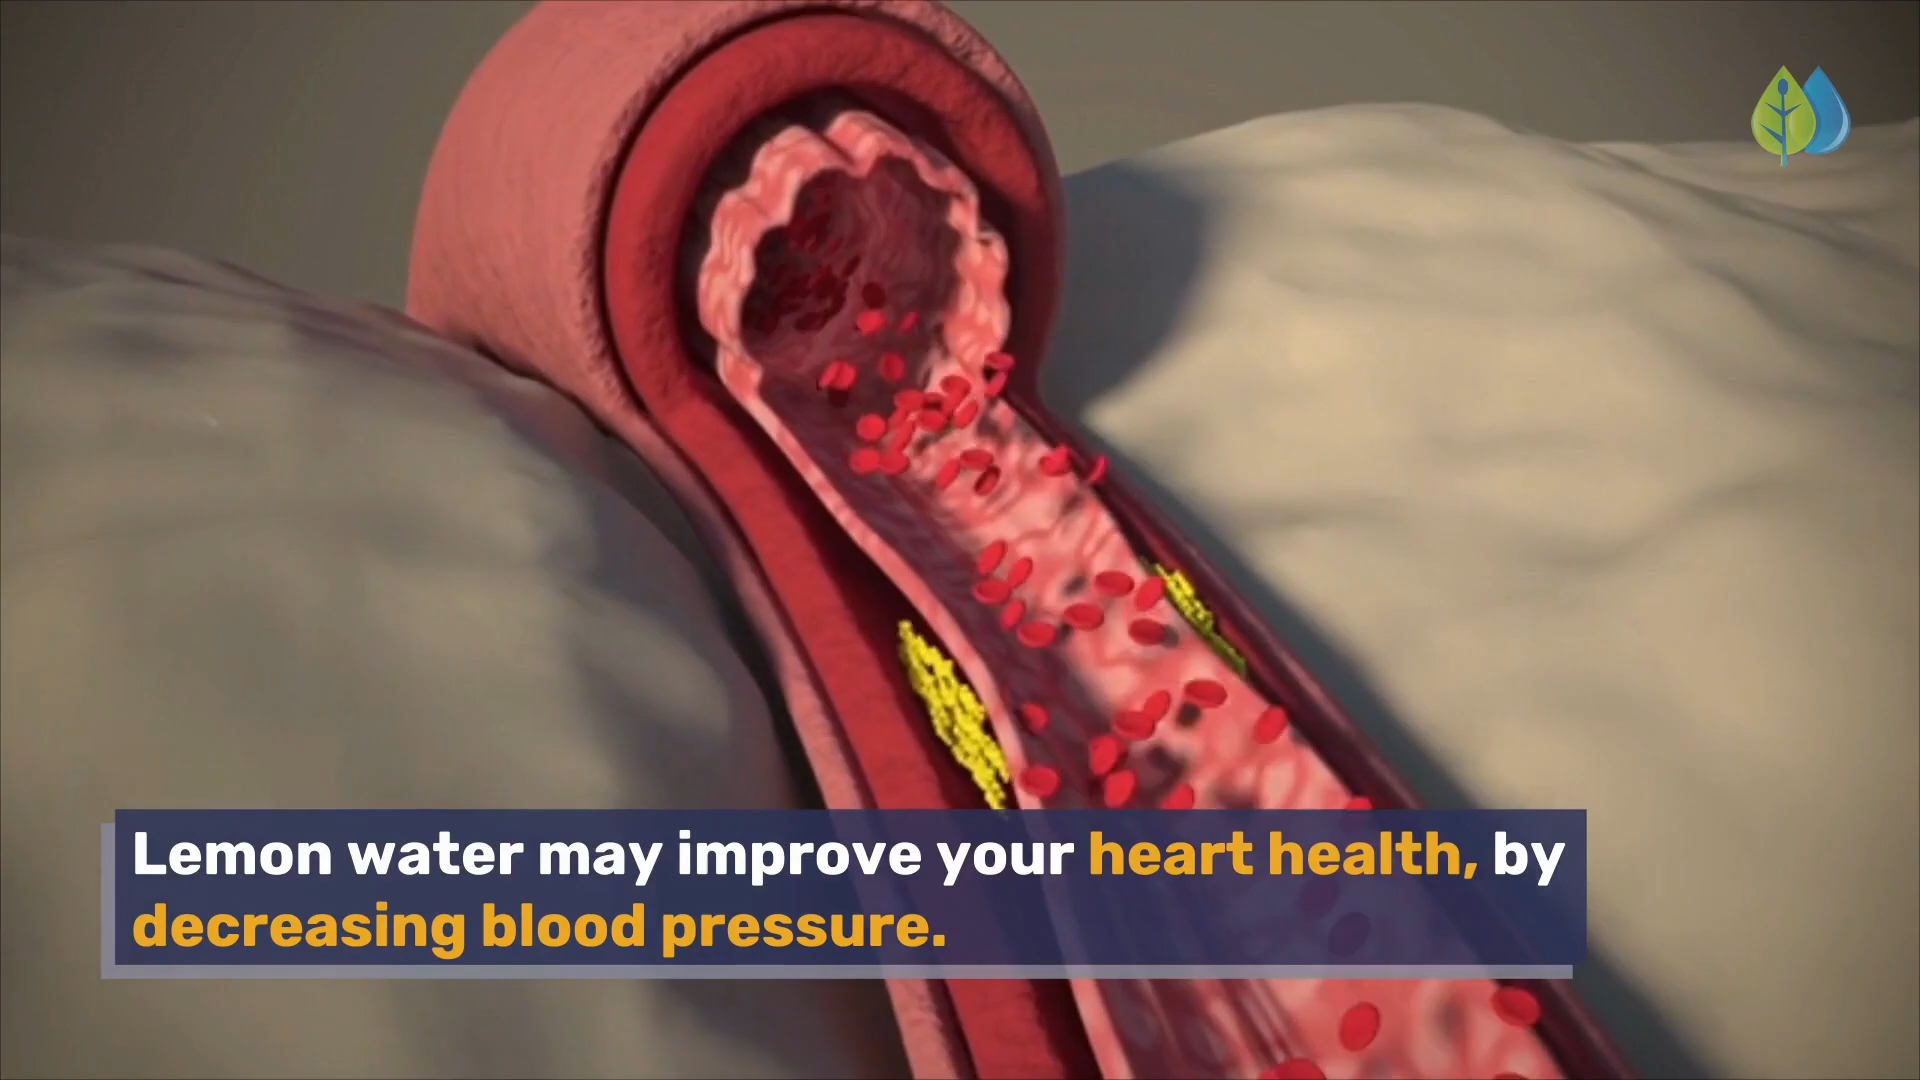 Lemon water may improve your heart health, by
decreasing blood pressure.